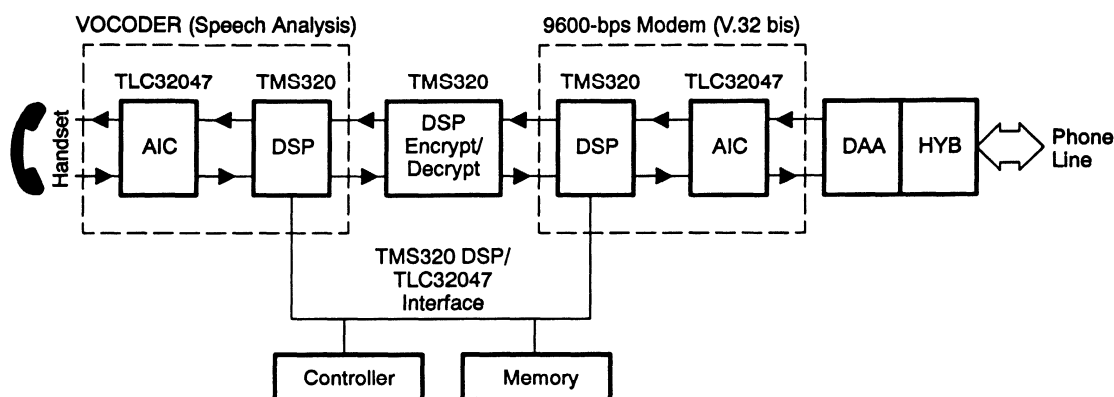 VOCODER (Speech Analysis)
9600-bps Modem (V.32 bis)
TLC32047
TMS320
TMS320
TMS320
TLC32047
Handset
AIC
DSP
DSP
Encrypt/
Decrypt
DSP
AIC
DAA
HYB
Phone
Line
TMS320 DSP/
TLC32047
Interface
Controller
Memory